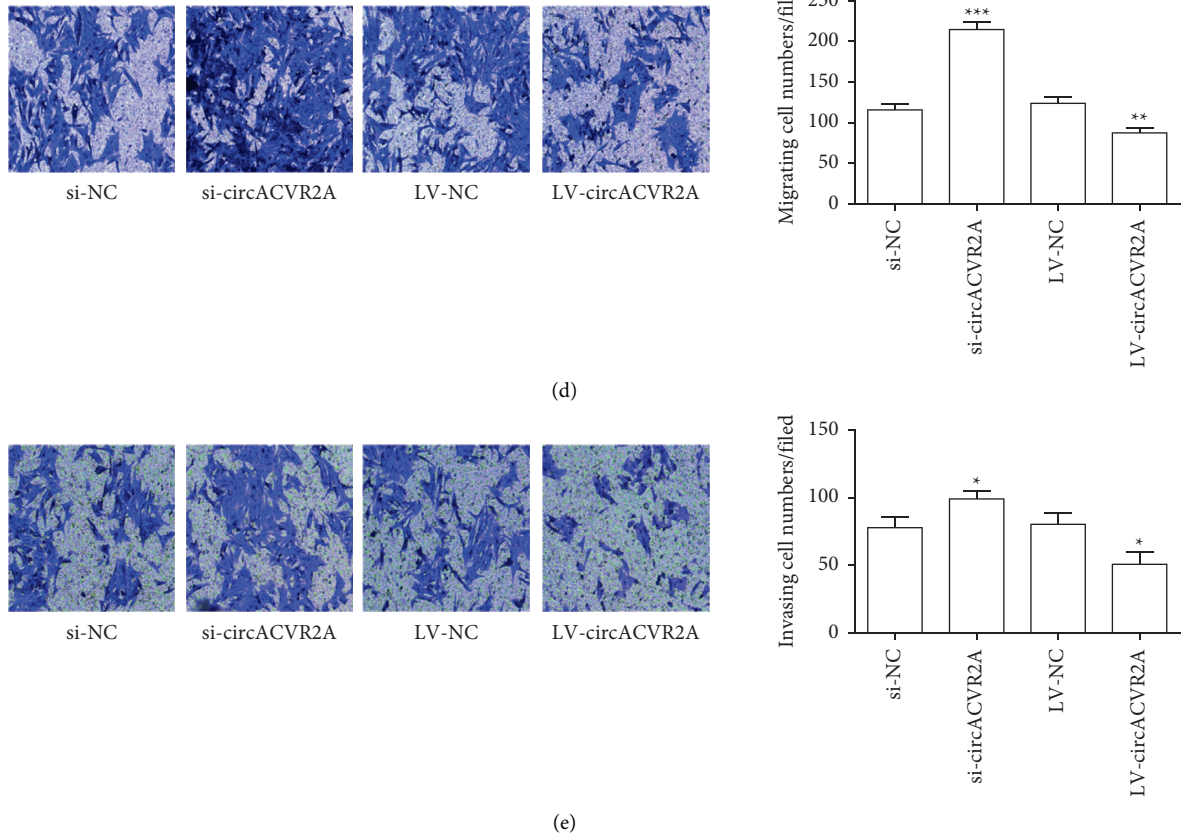 si-NC
si-circACVR2A
LV-NC
LV-circACVR2A
Migrating cell numbers/filed
250
200
150
100
50
0
***
**
si-NC
si-circACVR2A
LV-NC
LV-circACVR2A
(d)
si-NC
si-circACVR2A
LV-NC
LV-circACVR2A
Invasing cell numbers/filed
150
100
50
0
*
*
si-NC
si-circACVR2A
LV-NC
LV-circACVR2A
(e)